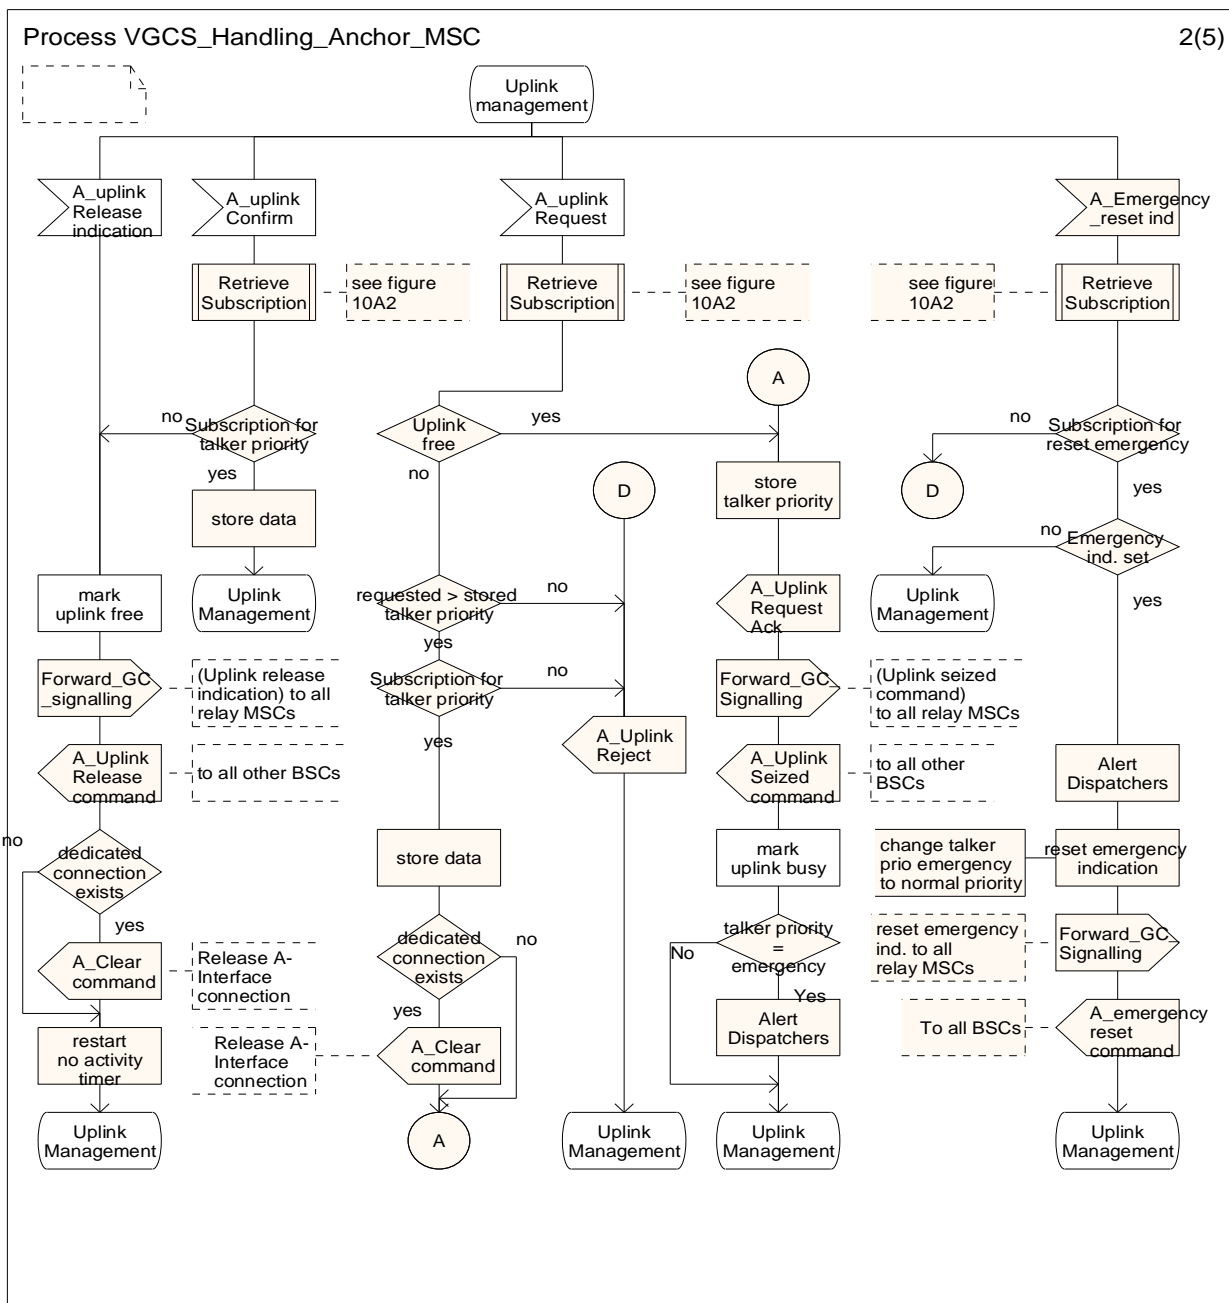 Process VGCS_Handling_Anchor_MSC
2(5)
Uplink
management
A_uplink
Release
indication
A_uplink
Confirm
A_uplink
Request
A_Emergency
_reset ind
Retrieve
Subscription
see figure
10A2
Retrieve
Subscription
see figure
10A2
see figure
10A2
Retrieve
Subscription
A
no
Subscription for
talker priority
yes
Uplink
free
yes
no
no
Subscription for
reset emergency
yes
store data
D
store
talker priority
D
no
Emergency
ind. set
yes
mark
uplink free
Uplink
Management
requested > stored
talker priority
no
yes
A_Uplink
Request
Ack
Uplink
Management
Forward_GC
_signalling
(Uplink release
indication) to all
relay MSCs
Subscription for
talker priority
no
yes
Forward_GC
Signalling
(Uplink seized
command)
to all relay MSCs
A_Uplink
Reject
A_Uplink
Release
command
to all other BSCs
A_Uplink
Seized
command
to all other
BSCs
Alert
Dispatchers
no
dedicated
connection
exists
yes
store data
mark
uplink busy
change talker
prio emergency
to normal priority
reset emergency
indication
A_Clear
command
Release A-
Interface
connection
dedicated
connection
exists
no
yes
talker priority
=
emergency
No
Yes
reset emergency
ind. to all
relay MSCs
Forward_GC_
Signalling
restart
no activity
timer
Release A-
Interface
connection
A_Clear
command
Alert
Dispatchers
To all BSCs
A_emergency
reset
command
Uplink
Management
A
Uplink
Management
Uplink
Management
Uplink
Management